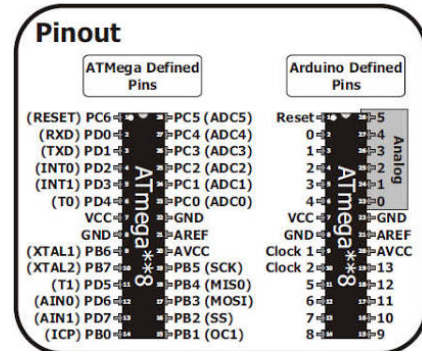 Pinout
ATMega Defined Pins
Arduino Defined Pins
(RESET) PC6 PC5 (ADC5)
(RXD) PD0 PC4 (ADC4)
(TXD) PD1 PC3 (ADC3)
(INT0) PD2 PC2 (ADC2)
(INT1) PD3 PC1 (ADC1)
(T0) PD4 PC0 (ADC0)
VCC GND
GND AREF
(XTAL1) PB6 AVCC
(XTAL2) PB7 PB5 (SCK)
(T1) PD5 PB4 (MIS0)
(AIN0) PD6 PB3 (MOSI)
(AIN1) PD7 PB2 (SS)
(ICP) PB0 PB1 (OC1)
ATmega***8
Reset 5
0 4
1 3
2 2
3 1
4 0
VCC GND
GND AREF
Clock 1 AVCC
Clock 2 13
5 12
6 11
7 10
8 9
ATmega***8
Analog